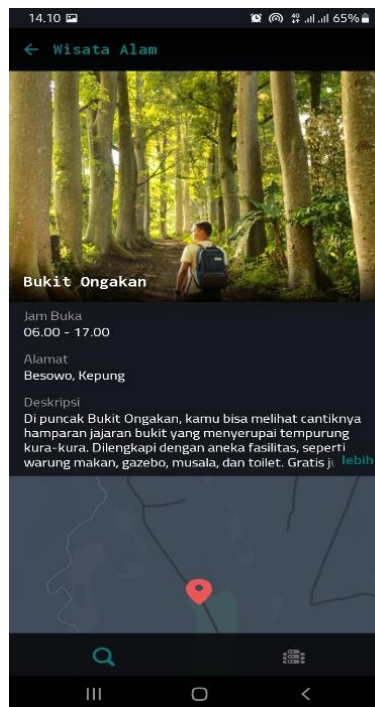 14.10
65%
Wisata Alam
Bukit Ongakan
Jam Buka
06.00 - 17.00
Alamat
Besowo, Kepung
Deskripsi
Di puncak Bukit Ongakan, kamu bisa melihat cantiknya
hamparan jajaran bukit yang menyerupai tempurung
kura-kura. Dilengkapi dengan aneka fasilitas, seperti
warung makan, gazebo, musala, dan toilet. Gratis lebih